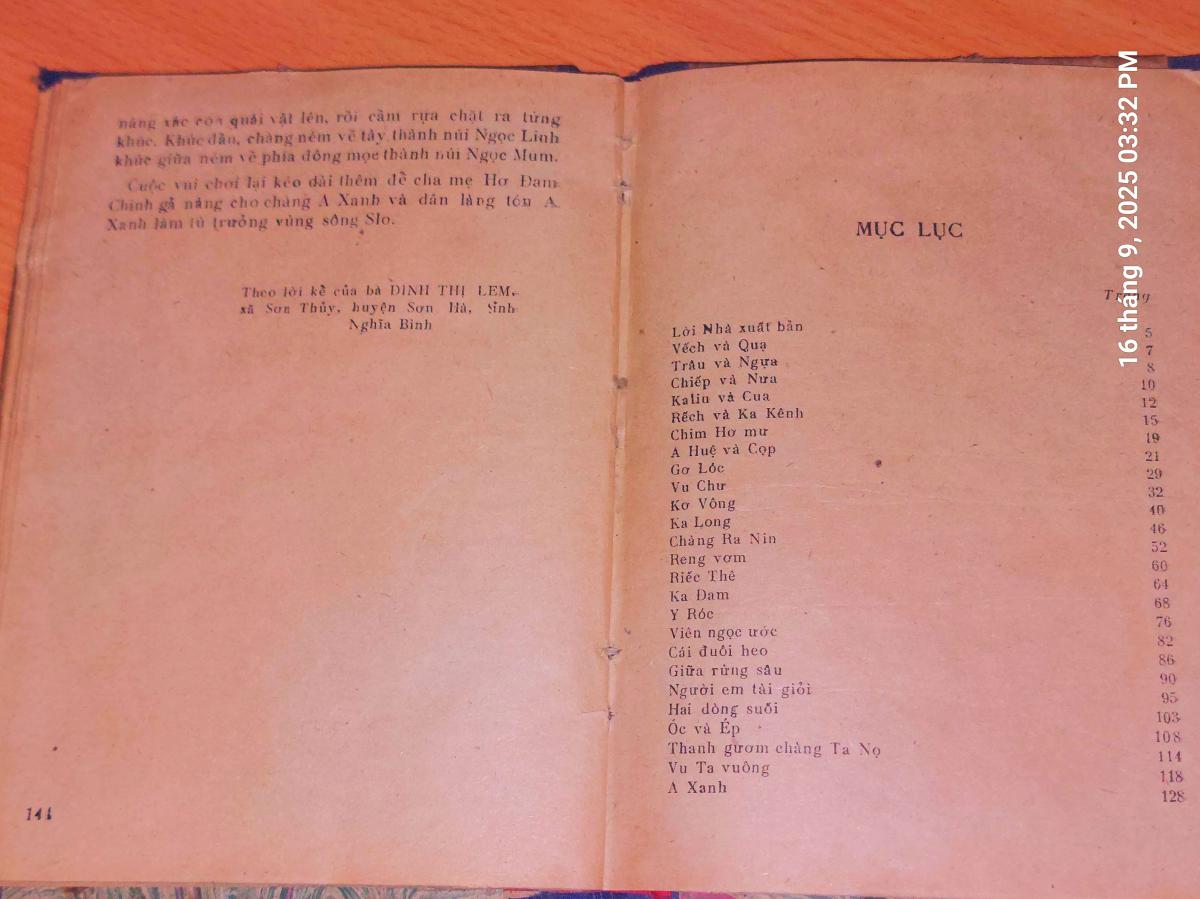 nâng xác con quái vật lên, rồi cầm rựa chặt ra từng
khúc. Khúc đầu, chàng ném về tây thành núi Ngọc Linh
khúc giữa ném về phía đông mọc thành núi Ngọc Mum.
Cuộc vui chơi lại kéo dài thêm để cha mẹ Hơ Đam
Chinh gả nàng cho chàng A Xanh và dân làng tôn A
Xanh làm tù trưởng vùng sông Slo.
Theo lời kể của bà ĐINH THỊ LEM,
xã Sơn Thủy, huyện Sơn Hà, tỉnh
Nghĩa Bình
144
MỤC LỤC
Trang
Lời Nhà xuất bản 5
Vếch và Quạ 7
Trâu và Ngựa 8
Chiếp và Nưa 10
Kaliu và Cua 12
Rếch và Ka Kênh 15
Chim Hơ mư 19
A Huệ và Cọp 21
Gơ Lóc 29
Vu Chư 32
Kơ Vông 40
Ka Long 46
Chàng Ra Nin 52
Reng vơm 60
Riếc Thê 64
Ka Đam 68
Y Róc 76
Viên ngọc ước 82
Cái đuôi heo 86
Giữa rừng sâu 90
Người em tài giỏi 95
Hai dòng suối 103
Óc và Ép 108
Thanh gươm chàng Ta Nọ 114
Vu Ta vuông 118
A Xanh 128
16 tháng 9, 2025 03:32 PM